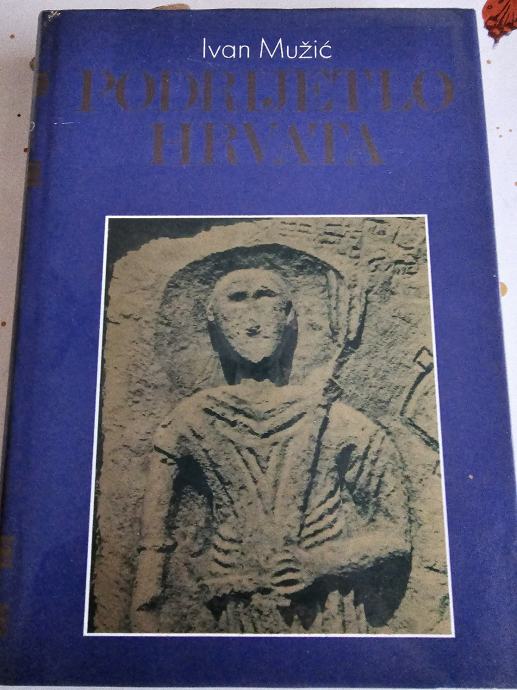 Ivan Mužić
PODRIJETLO
HRVATA